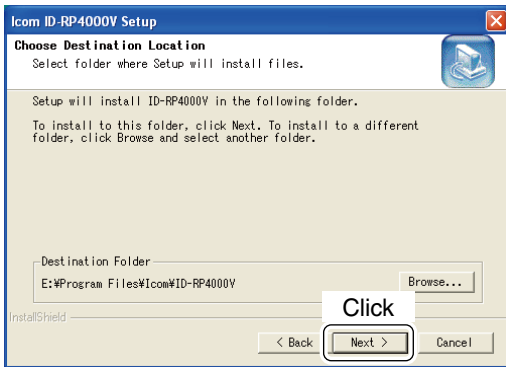 Icom ID-RP4000V Setup
Choose Destination Location
Select folder where Setup will install files.
Setup will install ID-RP4000V in the following folder.
To install to this folder, click Next. To install to a different
folder, click Browse and select another folder.
Destination Folder
E:¥Program Files¥Icom¥ID-RP4000V
Browse...
Click
InstallShield
< Back
Next >
Cancel